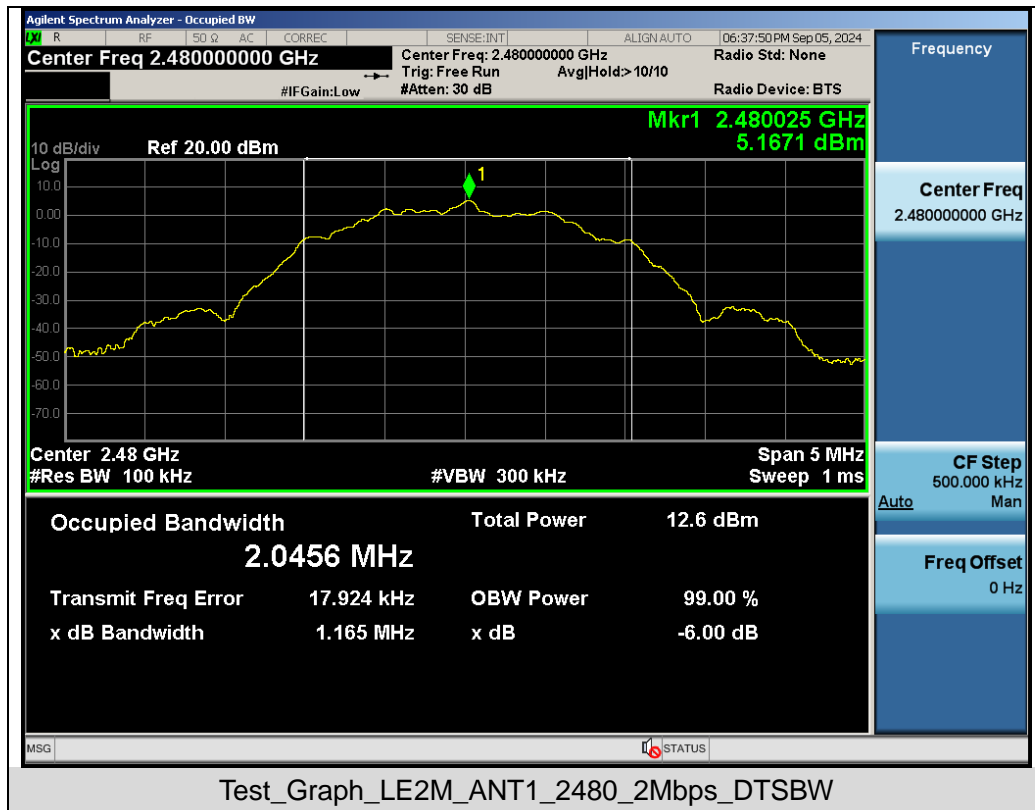 Agilent Spectrum Analyzer - Occupied BW
LXI R RF 50 Ω AC CORREC SENSE:INT ALIGN AUTO 06:37:50 PM Sep 05, 2024
Center Freq 2.480000000 GHz Center Freq: 2.480000000 GHz Radio Std: None
Trig: Free Run Avg|Hold:> 10/10
#IFGain:Low #Atten: 30 dB Radio Device: BTS
Frequency
Mkr1 2.480025 GHz
5.1671 dBm
10 dB/div Ref 20.00 dBm
Log
1
10.0
0.00
-10.0
-20.0
-30.0
-40.0
-50.0
-60.0
-70.0
Center 2.48 GHz Span 5 MHz
#Res BW 100 kHz #VBW 300 kHz Sweep 1 ms
Occupied Bandwidth Total Power 12.6 dBm
2.0456 MHz
Transmit Freq Error 17.924 kHz OBW Power 99.00 %
x dB Bandwidth 1.165 MHz x dB -6.00 dB
Center Freq
2.480000000 GHz
CF Step
500.000 kHz
Auto Man
Freq Offset
0 Hz
MSG STATUS
Test_Graph_LE2M_ANT1_2480_2Mbps_DTSBW